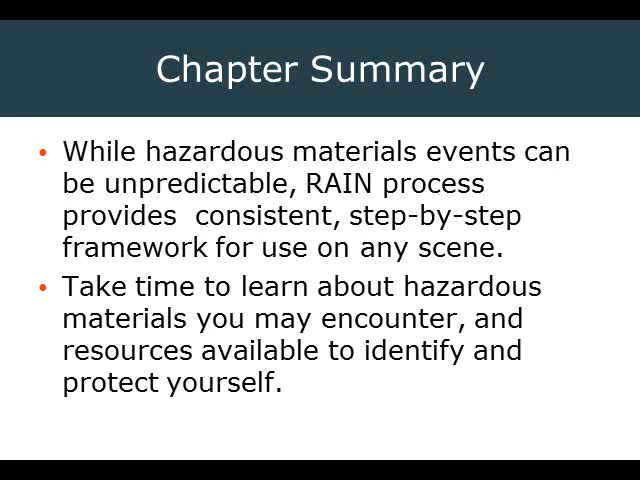 Chapter Summary
• While hazardous materials events can
be unpredictable, RAIN process
provides  consistent, step-by-step
framework for use on any scene.
• Take time to learn about hazardous
materials you may encounter, and
resources available to identify and
protect yourself.